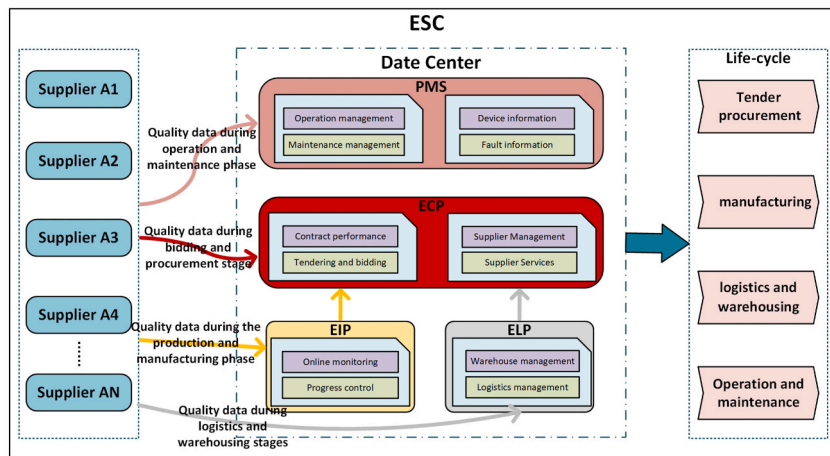 ESC
Supplier A1
Supplier A2
Supplier A3
Supplier A4
Supplier AN
Quality data during
operation and
maintenance phase
Quality data during
bidding and
procurement stage
Quality data during the
production and
manufacturing phase
Quality data during
logistics and
warehousing stages
Date Center
PMS
Operation management
Maintenance management
Device information
Fault information
ECP
Contract performance
Tendering and bidding
Supplier Management
Supplier Services
EIP
Online monitoring
Progress control
ELP
Warehouse management
Logistics management
Life-cycle
Tender
procurement
manufacturing
logistics and
warehousing
Operation and
maintenance